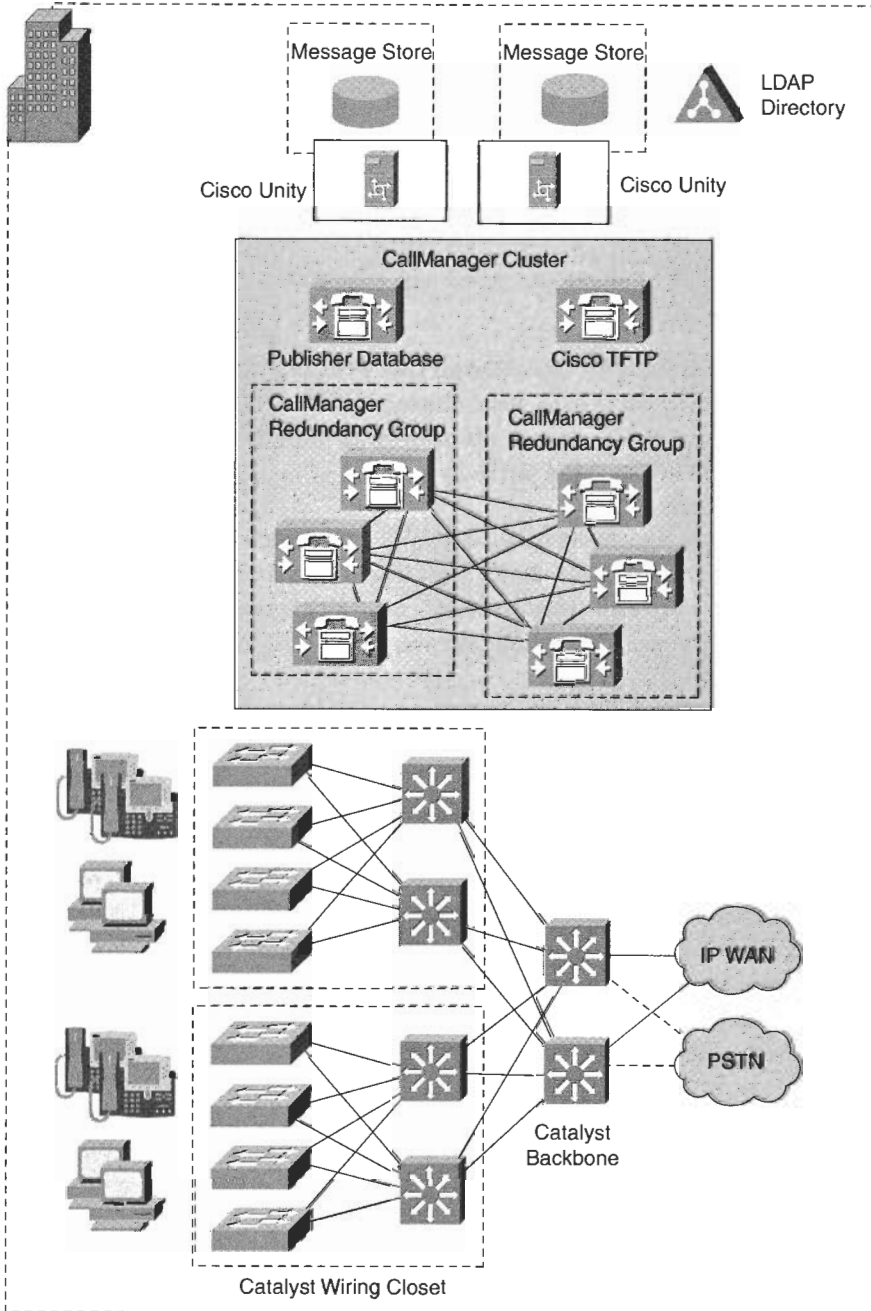 Message Store
Message Store
LDAP
Directory
Cisco Unity
Cisco Unity
CallManager Cluster
Publisher Database
Cisco TFTP
CallManager
Redundancy Group
CallManager
Redundancy Group
IP WAN
PSTN
Catalyst
Backbone
Catalyst Wiring Closet